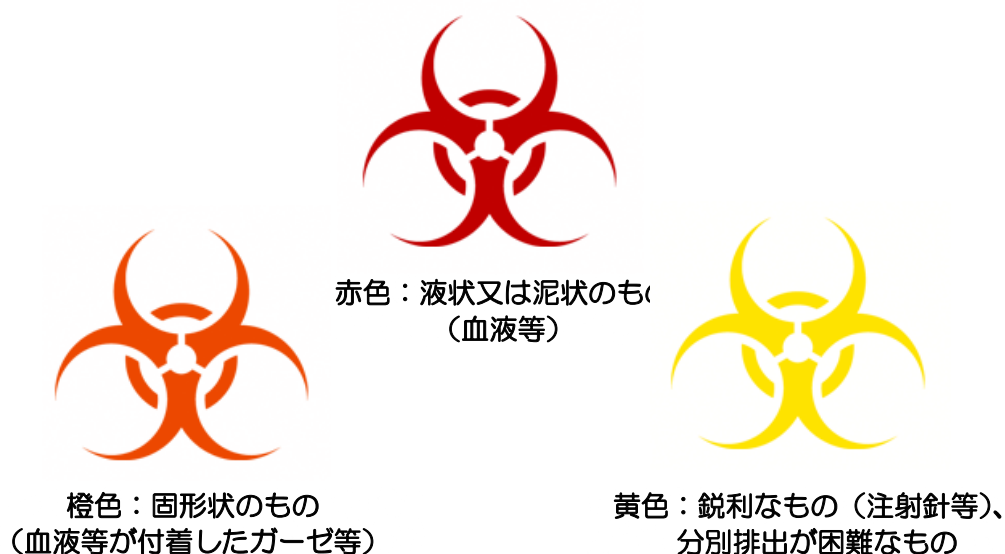 赤色：液状又は泥状のもの
（血液等）
橙色：固形状のもの
（血液等が付着したガーゼ等）
黄色：鋭利なもの（注射針等）、
分別排出が困難なもの